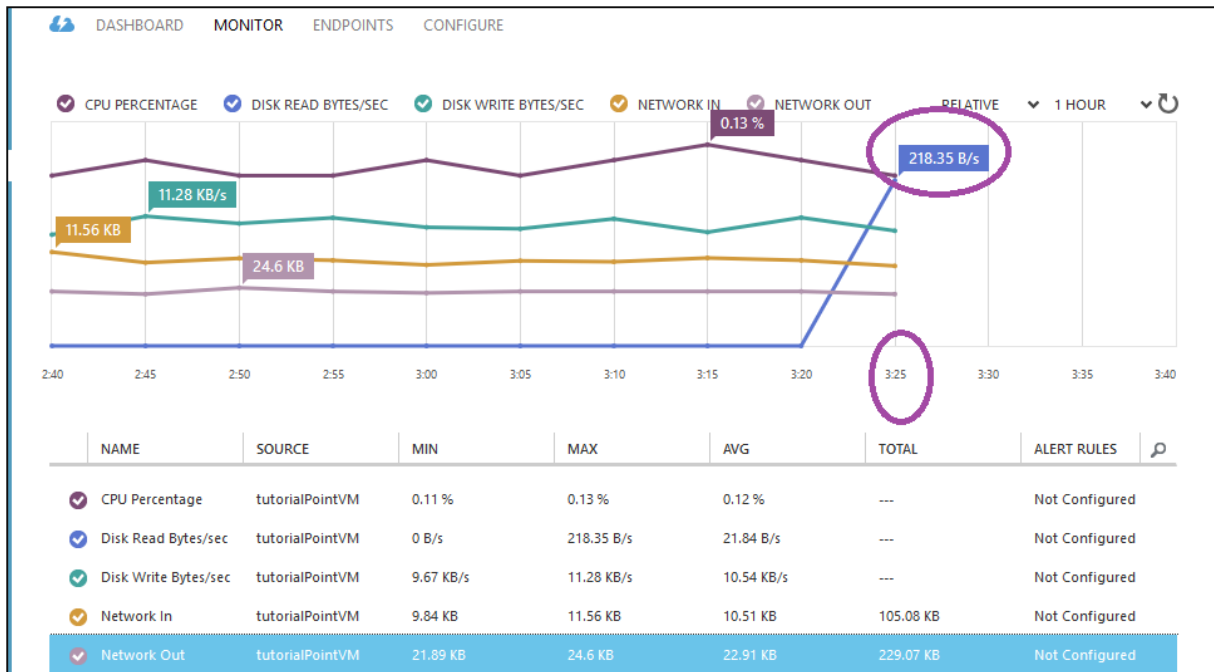 DASHBOARD MONITOR ENDPOINTS CONFIGURE
CPU PERCENTAGE DISK READ BYTES/SEC DISK WRITE BYTES/SEC NETWORK IN NETWORK OUT RELATIVE 1 HOUR
0.13 %
218.35 B/s
11.28 KB/s
11.56 KB
24.6 KB
2:40 2:45 2:50 2:55 3:00 3:05 3:10 3:15 3:20 3:25 3:30 3:35 3:40
NAME SOURCE MIN MAX AVG TOTAL ALERT RULES
CPU Percentage tutorialPointVM 0.11 % 0.13 % 0.12 % --- Not Configured
Disk Read Bytes/sec tutorialPointVM 0 B/s 218.35 B/s 21.84 B/s --- Not Configured
Disk Write Bytes/sec tutorialPointVM 9.67 KB/s 11.28 KB/s 10.54 KB/s --- Not Configured
Network In tutorialPointVM 9.84 KB 11.56 KB 10.51 KB 105.08 KB Not Configured
Network Out tutorialPointVM 21.89 KB 24.6 KB 22.91 KB 229.07 KB Not Configured